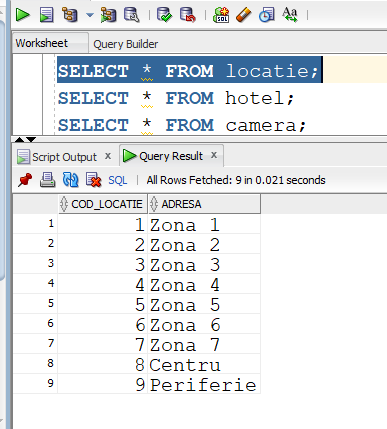 SQL
Aa
Worksheet Query Builder
SELECT * FROM locatie;
SELECT * FROM hotel;
SELECT * FROM camera;
Script Output x Query Result x
SQL | All Rows Fetched: 9 in 0.021 seconds
COD_LOCATIE ADRESA
1 1 Zona 1
2 2 Zona 2
3 3 Zona 3
4 4 Zona 4
5 5 Zona 5
6 6 Zona 6
7 7 Zona 7
8 8 Centru
9 9 Periferie